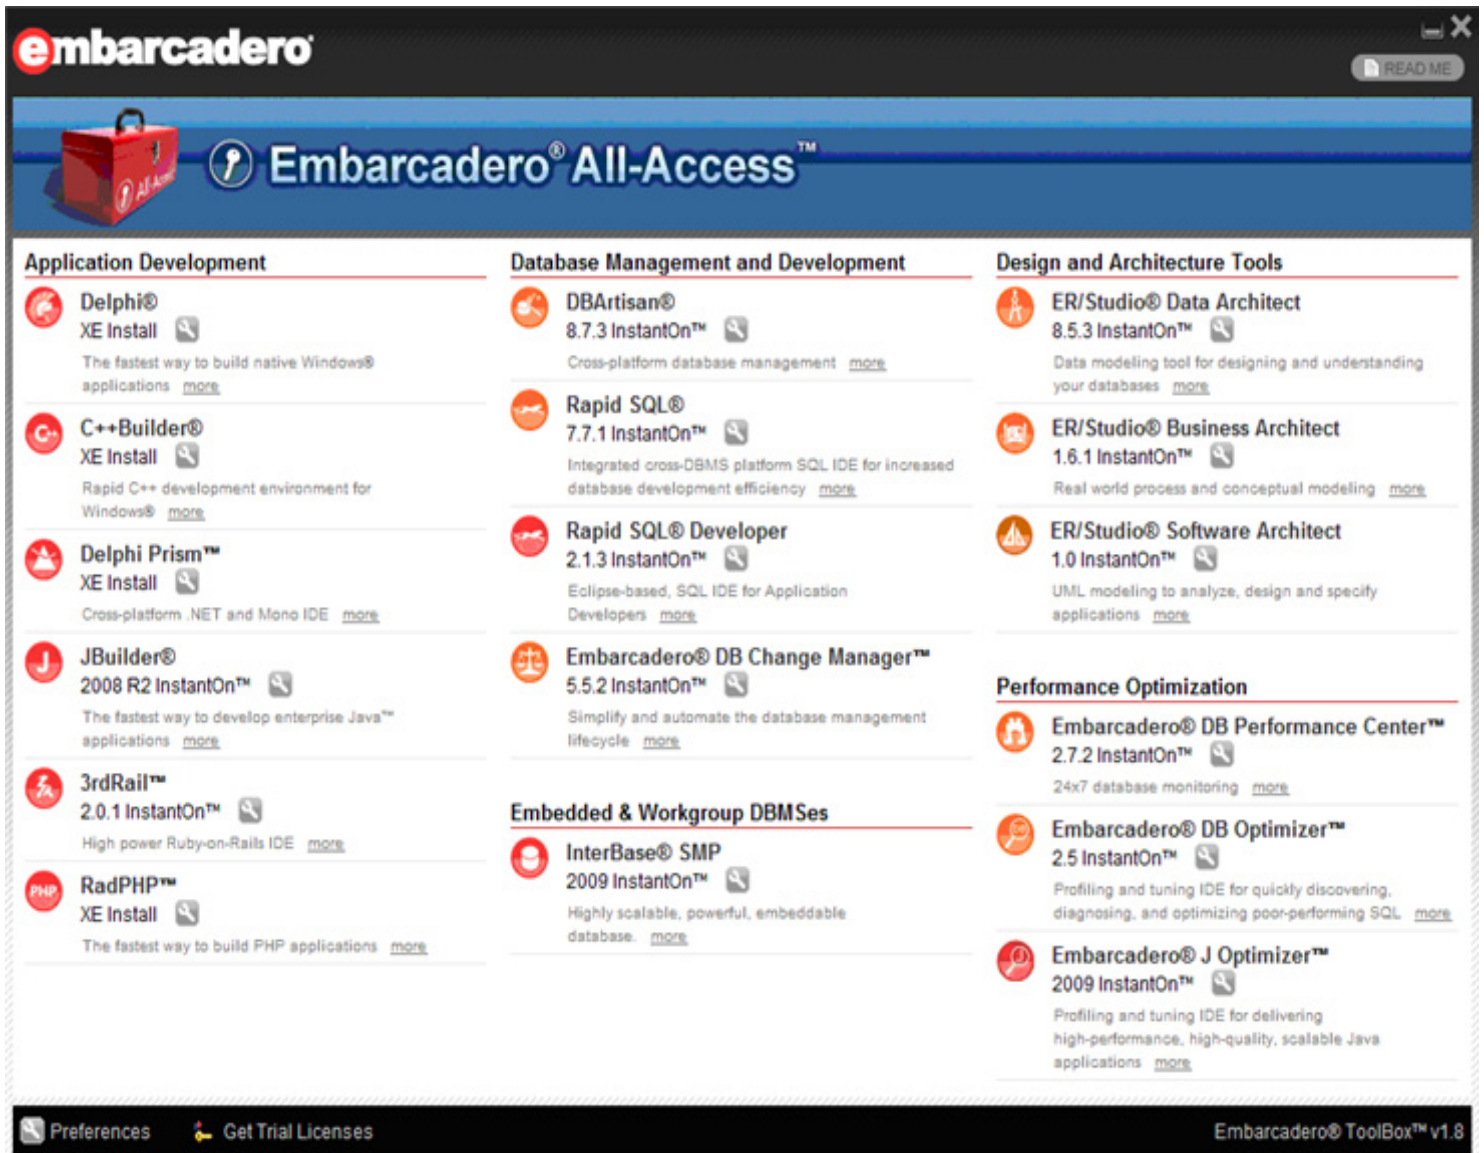 embarcadero
READ ME
All-Access
Embarcadero® All-Access™
Application Development
Delphi®
XE Install
The fastest way to build native Windows®
applications more
C++Builder®
XE Install
Rapid C++ development environment for
Windows® more
Delphi Prism™
XE Install
Cross-platform .NET and Mono IDE more
JBuilder®
2008 R2 InstantOn™
The fastest way to develop enterprise Java™
applications more
3rdRail™
2.0.1 InstantOn™
High power Ruby-on-Rails IDE more
PHP
RadPHP™
XE Install
The fastest way to build PHP applications more
Database Management and Development
DBArtisan®
8.7.3 InstantOn™
Cross-platform database management more
Rapid SQL®
7.7.1 InstantOn™
Integrated cross-DBMS platform SQL IDE for increased
database development efficiency more
Rapid SQL® Developer
2.1.3 InstantOn™
Eclipse-based, SQL IDE for Application
Developers more
Embarcadero® DB Change Manager™
5.5.2 InstantOn™
Simplify and automate the database management
lifecycle more
Embedded & Workgroup DBMSes
InterBase® SMP
2009 InstantOn™
Highly scalable, powerful, embeddable
database. more
Design and Architecture Tools
ER/Studio® Data Architect
8.5.3 InstantOn™
Data modeling tool for designing and understanding
your databases more
ER/Studio® Business Architect
1.6.1 InstantOn™
Real world process and conceptual modeling more
ER/Studio® Software Architect
1.0 InstantOn™
UML modeling to analyze, design and specify
applications more
Performance Optimization
Embarcadero® DB Performance Center™
2.7.2 InstantOn™
24x7 database monitoring more
Embarcadero® DB Optimizer™
2.5 InstantOn™
Profiling and tuning IDE for quickly discovering,
diagnosing, and optimizing poor-performing SQL more
Embarcadero® J Optimizer™
2009 InstantOn™
Profiling and tuning IDE for delivering
high-performance, high-quality, scalable Java
applications more
Preferences
Get Trial Licenses
Embarcadero® ToolBox™ v1.8